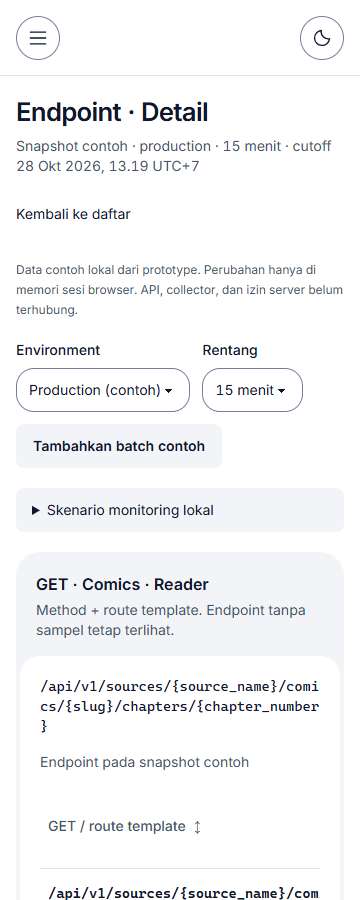 Endpoint · Detail
Snapshot contoh · production · 15 menit · cutoff
28 Okt 2026, 13.19 UTC+7
Kembali ke daftar
Data contoh lokal dari prototype. Perubahan hanya di
memori sesi browser. API, collector, dan izin server belum
terhubung.
Environment
Rentang
Production (contoh)
15 menit
Tambahkan batch contoh
Skenario monitoring lokal
GET · Comics · Reader
Method + route template. Endpoint tanpa
sampel tetap terlihat.
/api/v1/sources/{source_name}/comi
cs/{slug}/chapters/{chapter_number
}
Endpoint pada snapshot contoh
GET / route template
/api/v1/sources/{source_name}/com